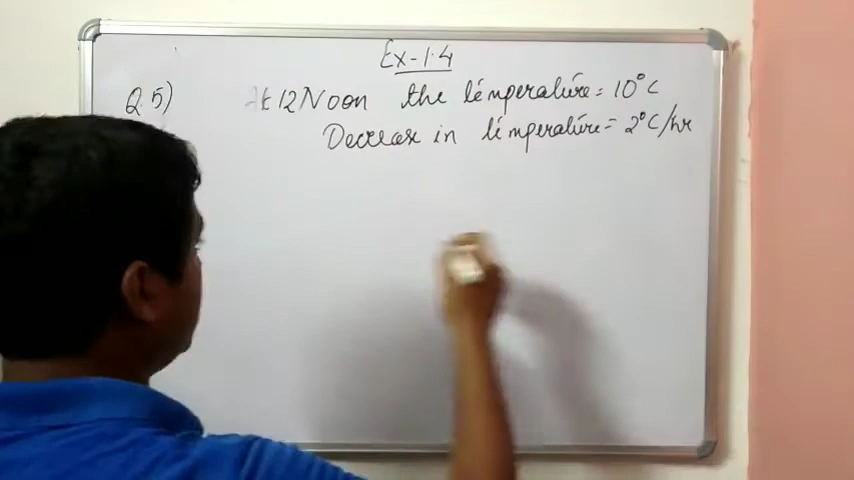 Ex-1.4
Q.5) At 12 Noon the temperature = 10°C
Decrease in temperature = 2°C/hr